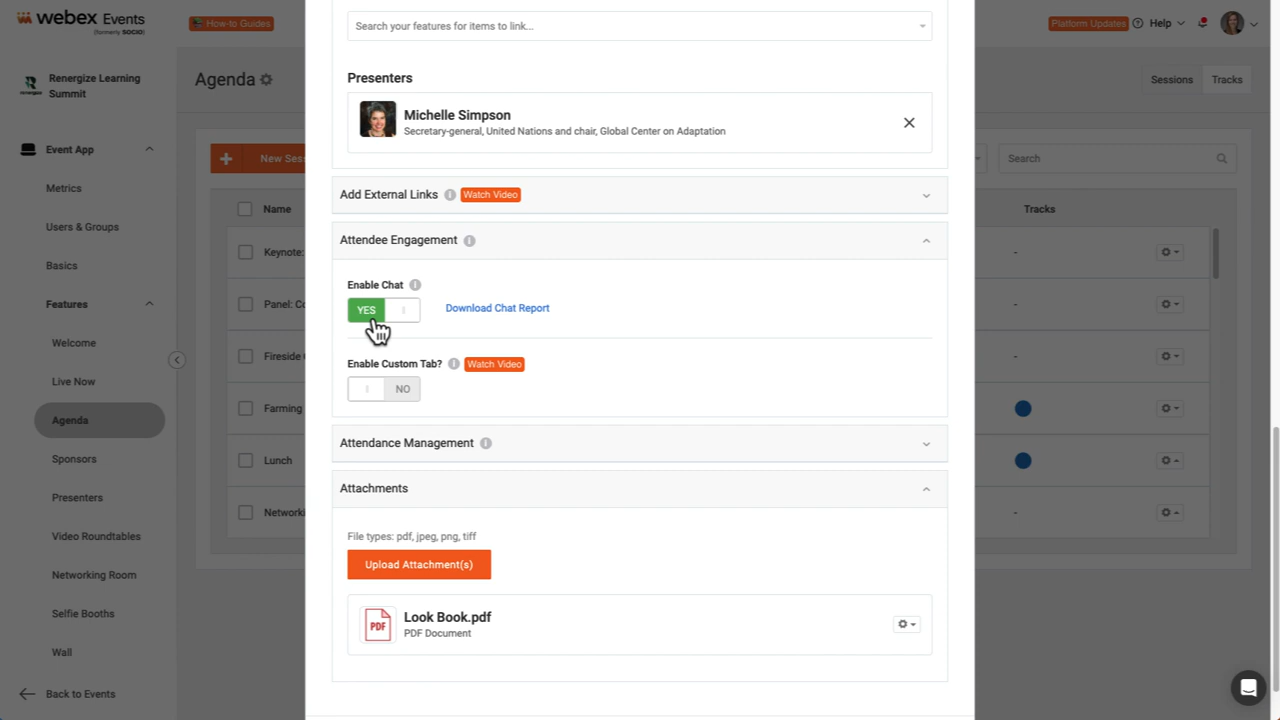 webex Events
(formerly SOCIO)
How-to Guides
Platform Updates
Help
Renergize Learning
Summit
Event App
Metrics
Users & Groups
Basics
Features
Welcome
Live Now
Agenda
Sponsors
Presenters
Video Roundtables
Networking Room
Selfie Booths
Wall
Back to Events
Agenda
Sessions
Tracks
New Sess
Search
Name
Tracks
Keynote:
-
Panel: Co
-
Fireside
-
Farming
Lunch
Networki
-
Search your features for items to link...
Presenters
Michelle Simpson
Secretary-general, United Nations and chair, Global Center on Adaptation
Add External Links
Watch Video
Attendee Engagement
Enable Chat
YES
Download Chat Report
Enable Custom Tab?
Watch Video
NO
Attendance Management
Attachments
File types: pdf, jpeg, png, tiff
Upload Attachment(s)
PDF
Look Book.pdf
PDF Document